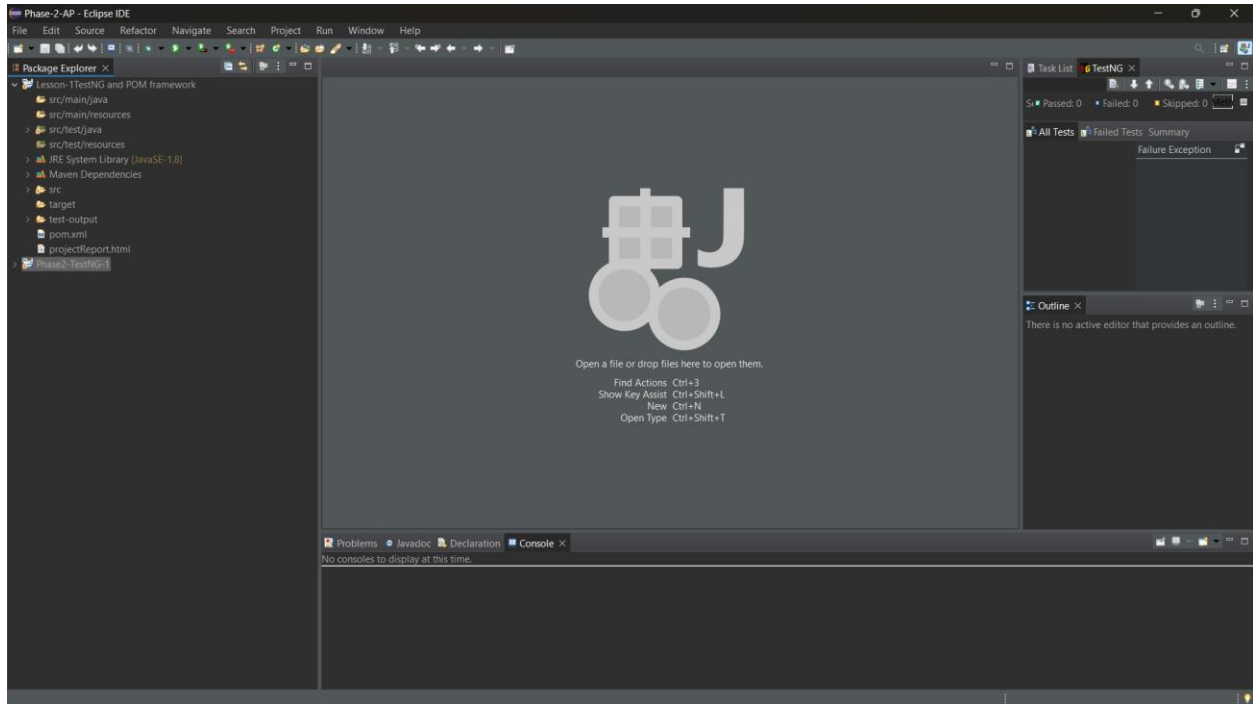 Phase-2-AP - Eclipse IDE
File Edit Source Refactor Navigate Search Project Run Window Help
Package Explorer
Lesson-1TestNG and POM framework
src/main/java
src/main/resources
src/test/java
src/test/resources
JRE System Library [JavaSE-1.8]
Maven Dependencies
src
target
test-output
pom.xml
projectReport.html
Phase2-TestNG-1
Open a file or drop files here to open them.
Find Actions Ctrl+3
Show Key Assist Ctrl+Shift+L
New Ctrl+N
Open Type Ctrl+Shift+T
Problems Javadoc Declaration Console
No consoles to display at this time.
Task List TestNG
Passed: 0 Failed: 0 Skipped: 0
All Tests Failed Tests Summary
Failure Exception
Outline
There is no active editor that provides an outline.